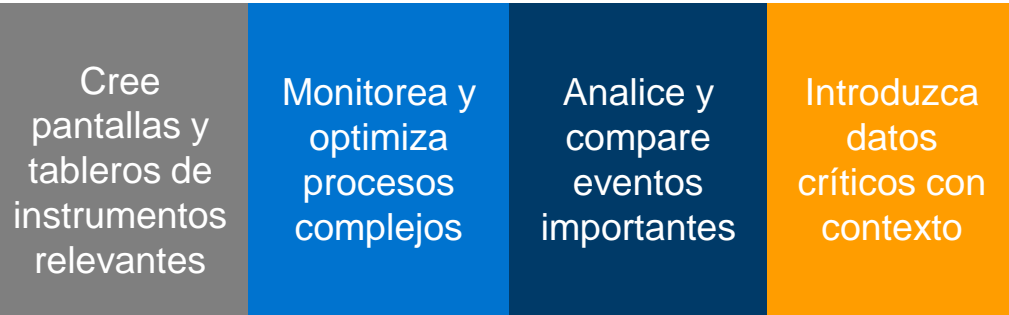 Cree
pantallas y
tableros de
instrumentos
relevantes
Monitorea y
optimiza
procesos
complejos
Analice y
compare
eventos
importantes
Introduzca
datos
críticos con
contexto